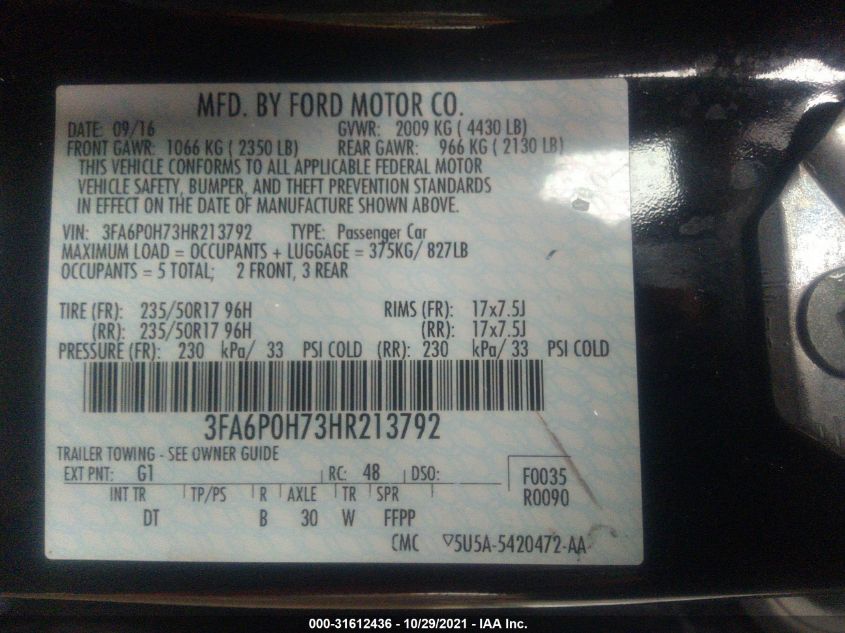 MFD. BY FORD MOTOR CO.
DATE: 09/16 GVWR: 2009 KG ( 4430 LB)
FRONT GAWR: 1066 KG ( 2350 LB) REAR GAWR: 966 KG ( 2130 LB)
THIS VEHICLE CONFORMS TO ALL APPLICABLE FEDERAL MOTOR
VEHICLE SAFETY, BUMPER, AND THEFT PREVENTION STANDARDS
IN EFFECT ON THE DATE OF MANUFACTURE SHOWN ABOVE.
VIN: 3FA6P0H73HR213792 TYPE: Passenger Car
MAXIMUM LOAD = OCCUPANTS + LUGGAGE = 375KG/ 827LB
OCCUPANTS = 5 TOTAL; 2 FRONT, 3 REAR
TIRE (FR): 235/50R17 96H RIMS (FR): 17x7.5J
(RR): 235/50R17 96H (RR): 17x7.5J
PRESSURE (FR): 230 kPa/ 33 PSI COLD (RR): 230 kPa/ 33 PSI COLD
3FA6P0H73HR213792
TRAILER TOWING - SEE OWNER GUIDE
EXT PNT: G1 RC: 48 DSO: F0035
INT TR TP/PS R AXLE TR SPR R0090
DT B 30 W FFPP
CMC ▽5U5A-5420472-AA
000-31612436 - 10/29/2021 - IAA Inc.